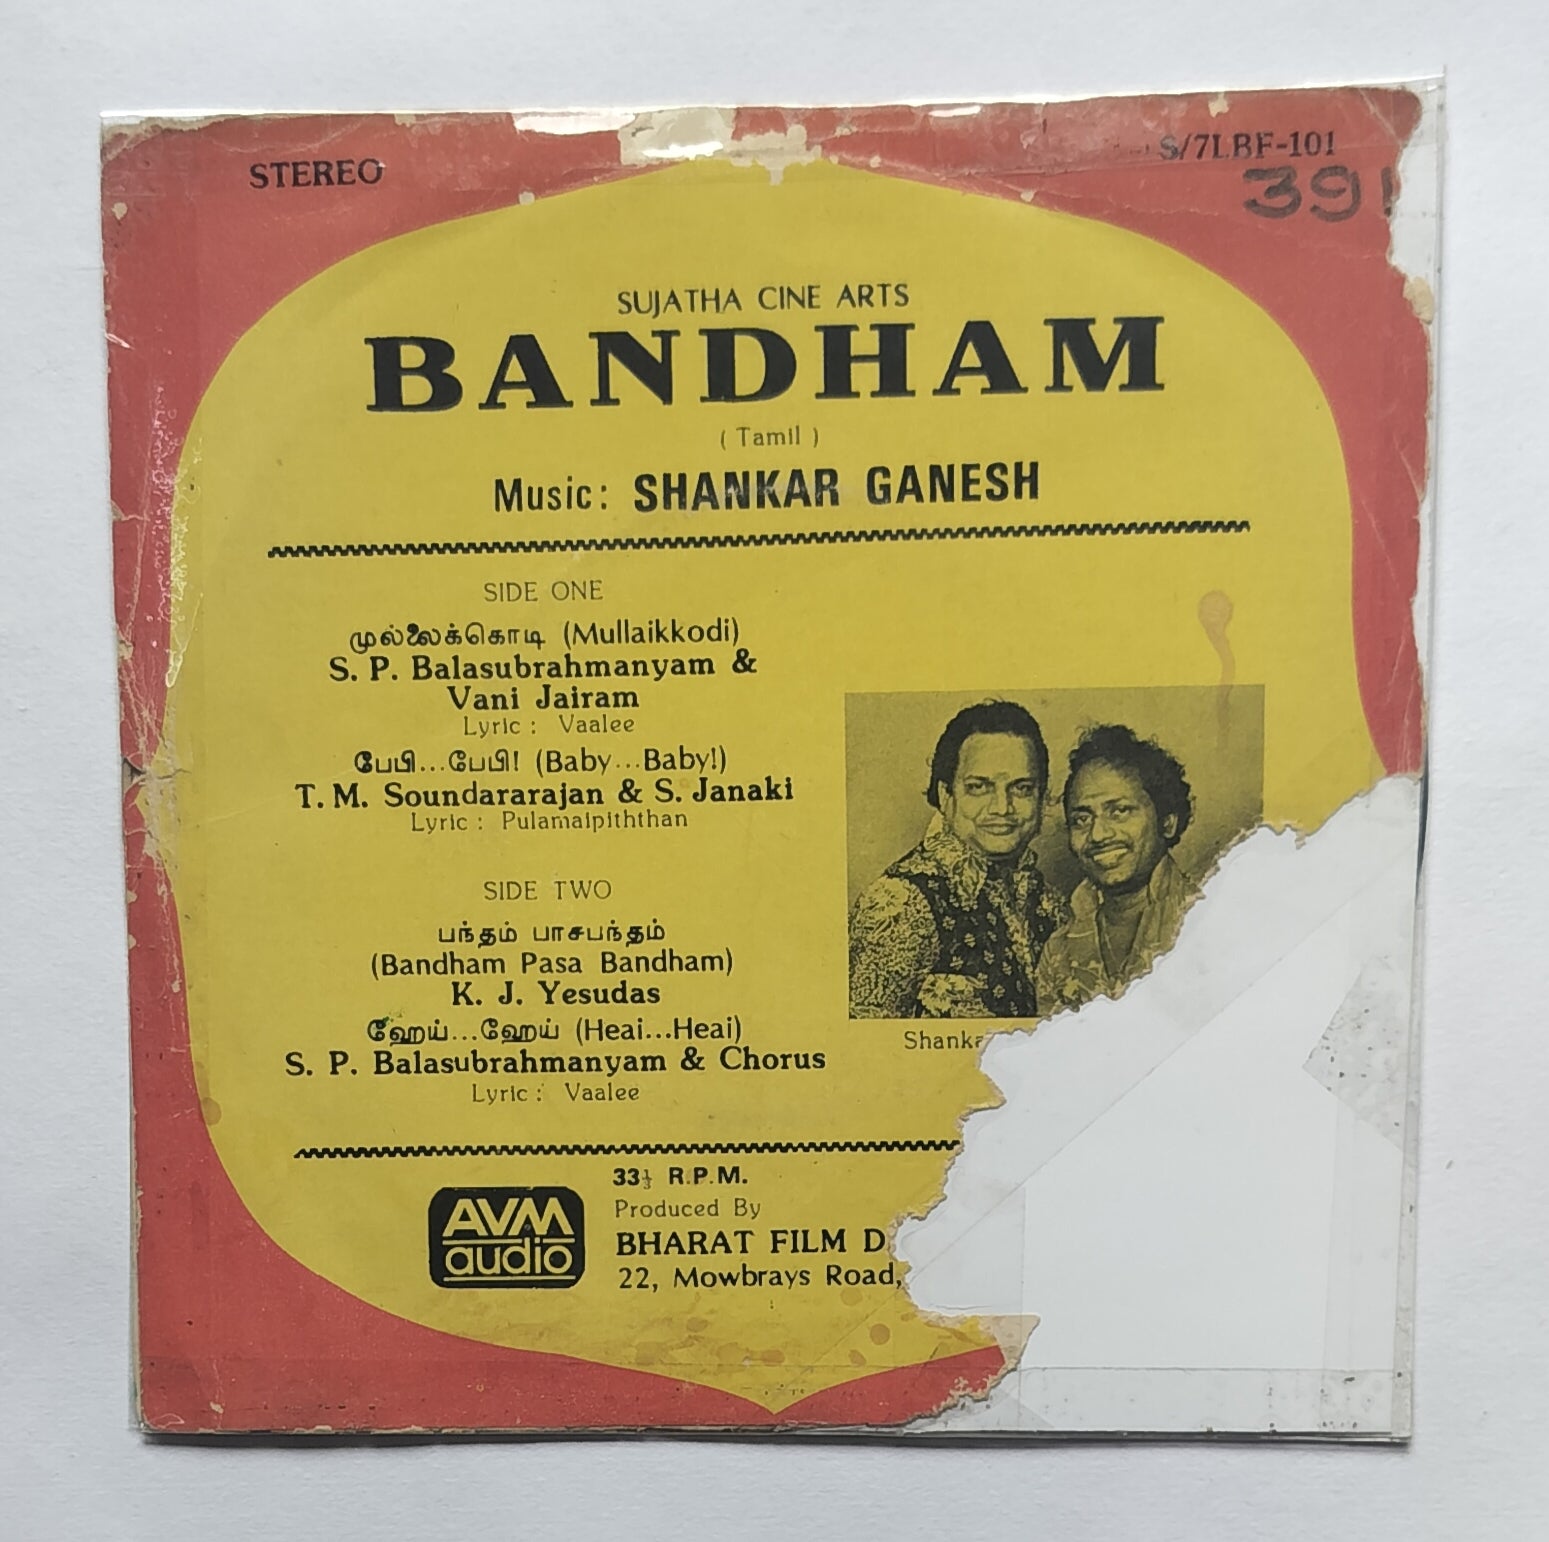 STEREO
S/7LBF-101
391
SUJATHA CINE ARTS
BANDHAM
( Tamil )
Music: SHANKAR GANESH
SIDE ONE
முல்லைக்கொடி (Mullaikkodi)
S. P. Balasubrahmanyam &
Vani Jairam
Lyric : Vaalee
பேபி...பேபி! (Baby...Baby!)
T. M. Soundararajan & S. Janaki
Lyric : Pulamaipiththan
SIDE TWO
பந்தம் பாசபந்தம்
(Bandham Pasa Bandham)
K. J. Yesudas
ஹேய்...ஹேய் (Heai...Heai)
S. P. Balasubrahmanyam & Chorus
Lyric : Vaalee
33⅓ R.P.M.
Produced By
BHARAT FILM
22, Mowbrays Road,
AVM
audio